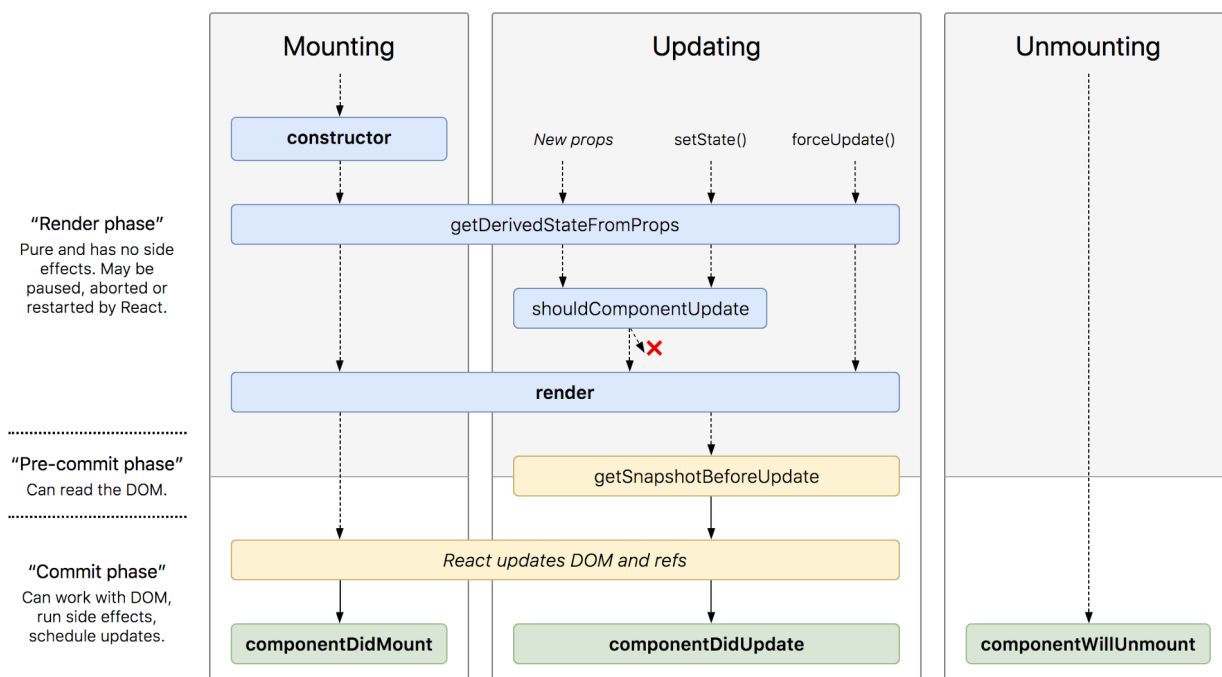 Mounting
Updating
Unmounting
constructor
New props
setState()
forceUpdate()
“Render phase”
Pure and has no side
effects. May be
paused, aborted or
restarted by React.
getDerivedStateFromProps
shouldComponentUpdate
render
“Pre-commit phase”
Can read the DOM.
getSnapshotBeforeUpdate
“Commit phase”
Can work with DOM,
run side effects,
schedule updates.
React updates DOM and refs
componentDidMount
componentDidUpdate
componentWillUnmount